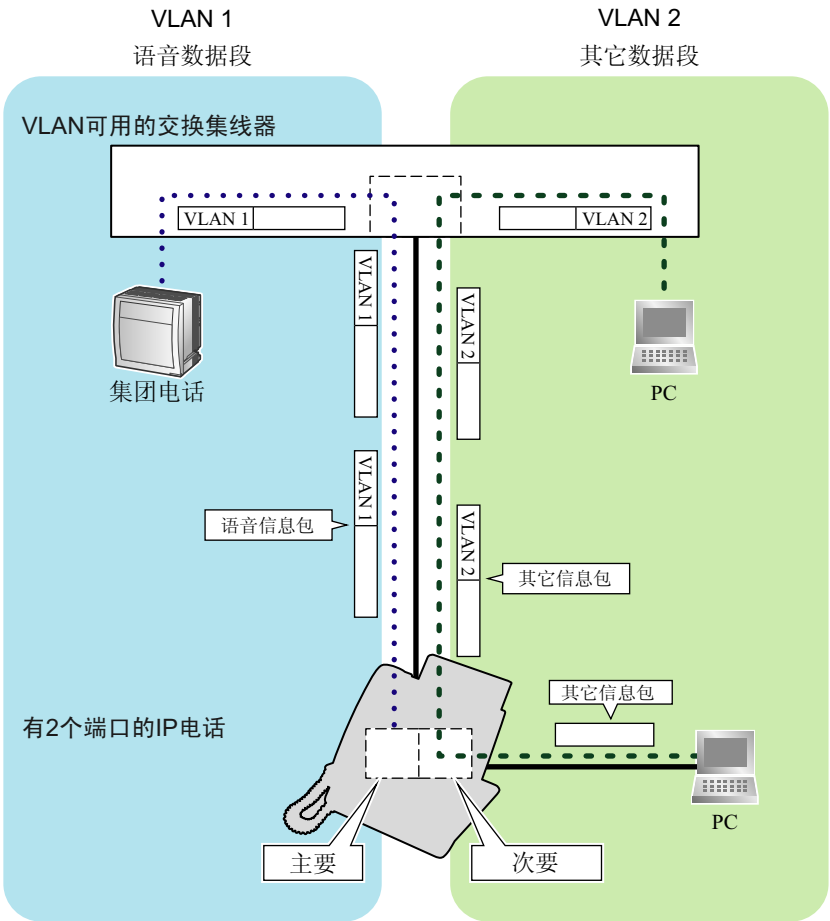 VLAN 1
语音数据段
VLAN 2
其它数据段
VLAN可用的交换集线器
VLAN 1
VLAN 2
VLAN 1
VLAN 2
集团电话
PC
VLAN 1
语音信息包
VLAN 2
其它信息包
其它信息包
有2个端口的IP电话
PC
主要
次要